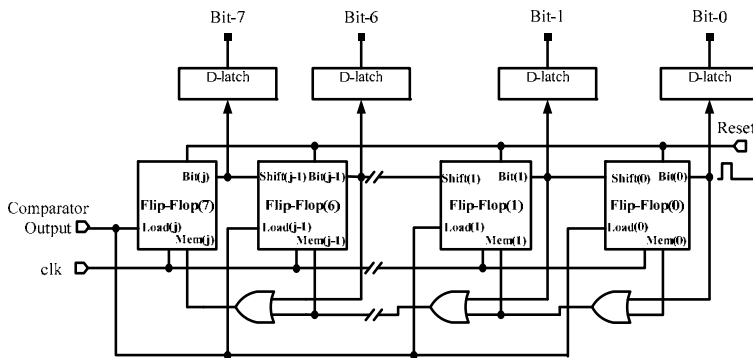 Bit-7 Bit-6 Bit-1 Bit-0
D-latch D-latch D-latch D-latch
Reset
Bit(j) Shift(j-1) Bit(j-1) Shift(1) Bit(1) Shift(0) Bit(0)
Flip-Flop(7) Flip-Flop(6) Flip-Flop(1) Flip-Flop(0)
Comparator
Output
Load(j) Load(j-1) Load(1) Load(0)
Mem(j) Mem(j-1) Mem(1) Mem(0)
clk